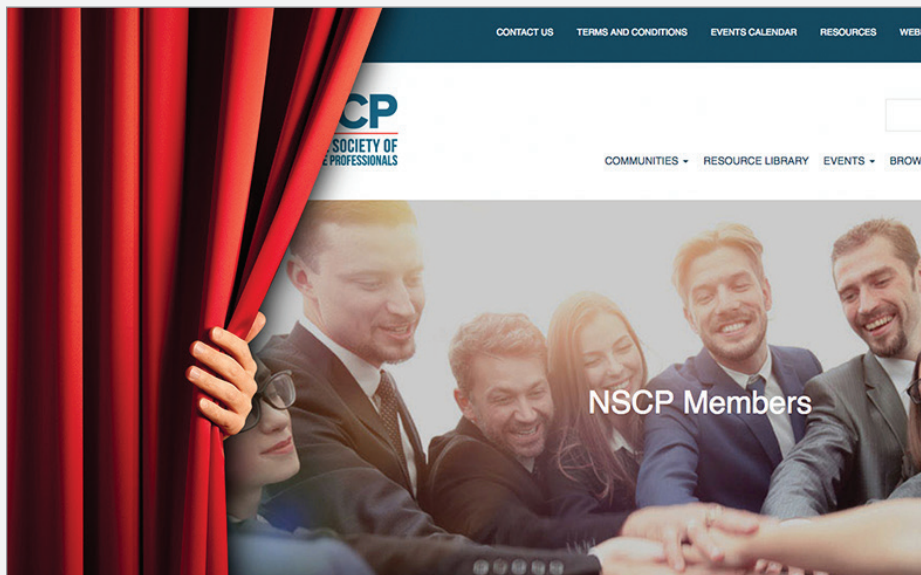 CONTACT US TERMS AND CONDITIONS EVENTS CALENDAR RESOURCES
CP
SOCIETY OF
PROFESSIONALS
COMMUNITIES RESOURCE LIBRARY EVENTS
NSCP Members